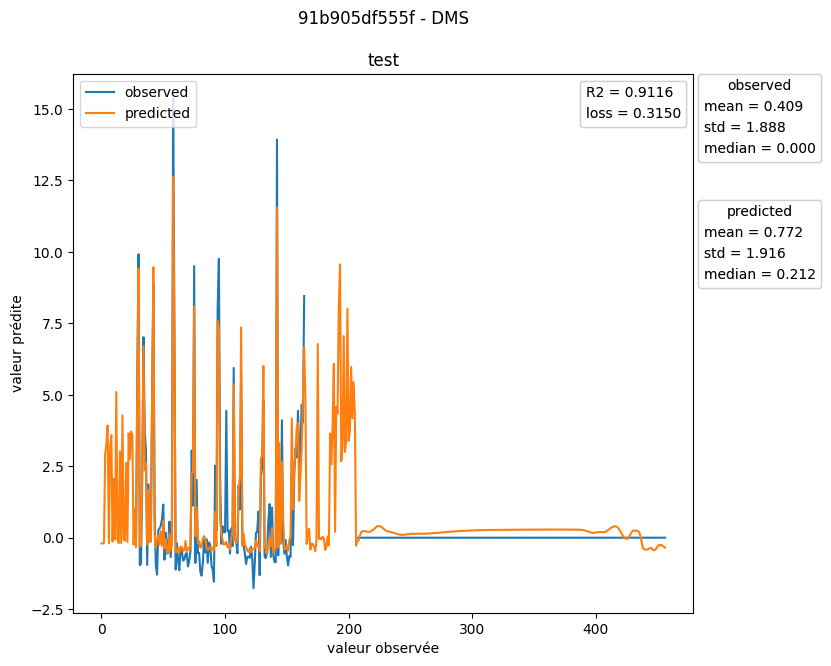 91b905df555f - DMS
test
observed
predicted
R2 = 0.9116
loss = 0.3150
observed
mean = 0.409
std = 1.888
median = 0.000
predicted
mean = 0.772
std = 1.916
median = 0.212
valeur prédite
15.0
12.5
10.0
7.5
5.0
2.5
0.0
−2.5
0
100
200
300
400
valeur observée